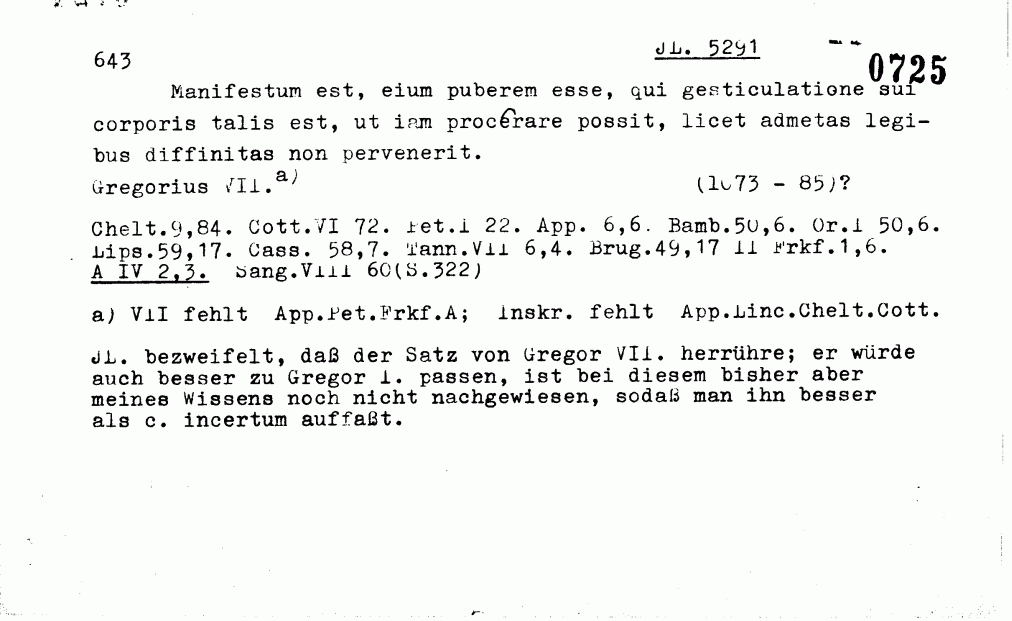 643 JL. 5291 0725
Manifestum est, eium puberem esse, qui gesticulatione sui
corporis talis est, ut iam procerare possit, licet admetas legi-
bus diffinitas non pervenerit.
Gregorius VII.a) (1073 - 85)?
Chelt.9,84. Cott.VI 72. Pet.I 22. App. 6,6. Bamb.50,6. Or.I 50,6.
Lips.59,17. Cass. 58,7. Tann.VII 6,4. Brug.49,17 II Frkf.1,6.
A IV 2,3. Sang.VIII 60(S.322)
a) VII fehlt App.Pet.Frkf.A; Inskr. fehlt App.Linc.Chelt.Cott.
JL. bezweifelt, daß der Satz von Gregor VII. herrühre; er würde
auch besser zu Gregor I. passen, ist bei diesem bisher aber
meines Wissens noch nicht nachgewiesen, sodaß man ihn besser
als c. incertum auffaßt.